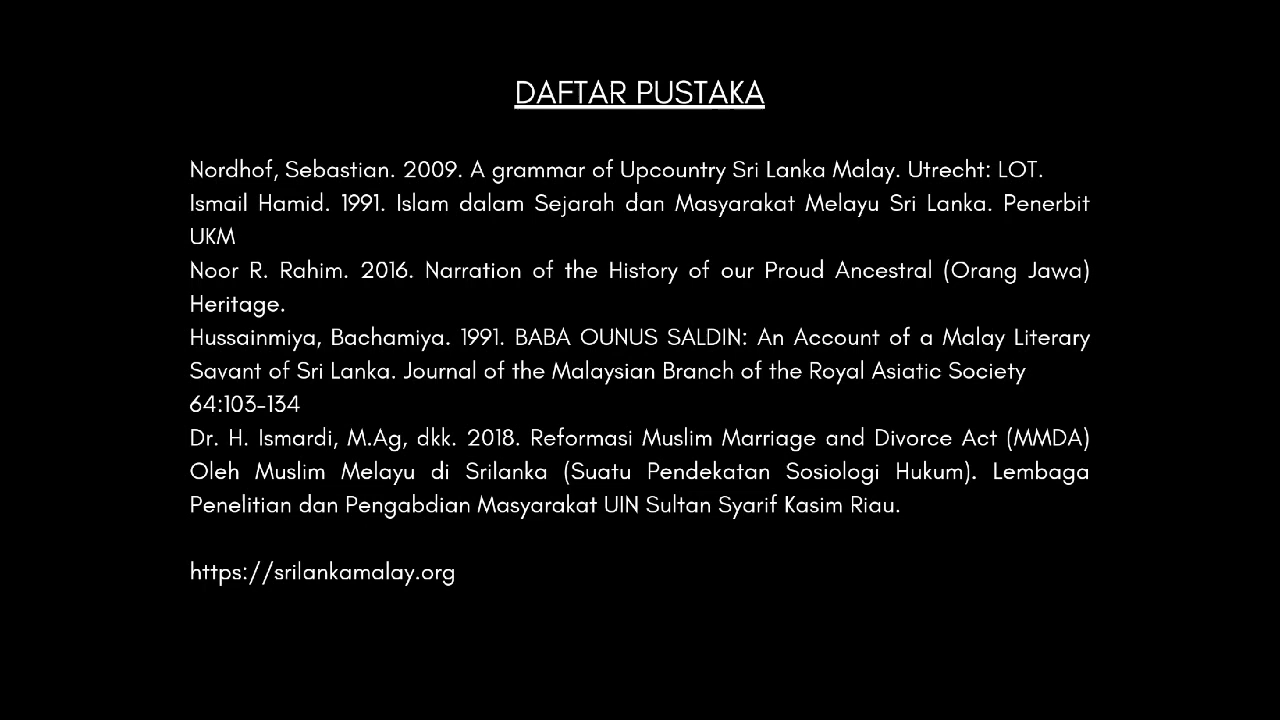 DAFTAR PUSTAKA
Nordhof, Sebastian. 2009. A grammar of Upcountry Sri Lanka Malay. Utrecht: LOT.
Ismail Hamid. 1991. Islam dalam Sejarah dan Masyarakat Melayu Sri Lanka. Penerbit
UKM
Noor R. Rahim. 2016. Narration of the History of our Proud Ancestral (Orang Jawa)
Heritage.
Hussainmiya, Bachamiya. 1991. BABA OUNUS SALDIN: An Account of a Malay Literary
Savant of Sri Lanka. Journal of the Malaysian Branch of the Royal Asiatic Society
64:103-134
Dr. H. Ismardi, M.Ag, dkk. 2018. Reformasi Muslim Marriage and Divorce Act (MMDA)
Oleh Muslim Melayu di Srilanka (Suatu Pendekatan Sosiologi Hukum). Lembaga
Penelitian dan Pengabdian Masyarakat UIN Sultan Syarif Kasim Riau.
https://srilankamalay.org